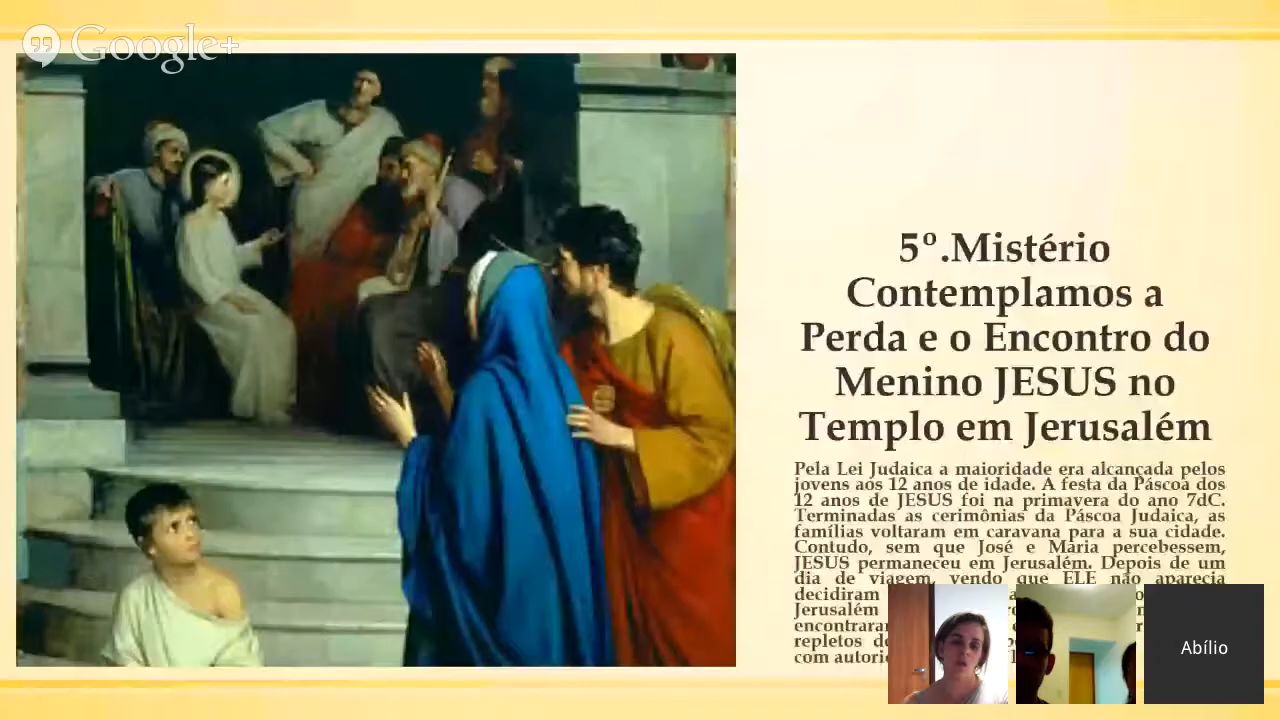 Google+
5º.Mistério
Contemplamos a
Perda e o Encontro do
Menino JESUS no
Templo em Jerusalém
Pela Lei Judaica a maioridade era alcançada pelos
jovens aos 12 anos de idade. A festa da Páscoa dos
12 anos de JESUS foi na primavera do ano 7dC.
Terminadas as cerimônias da Páscoa Judaica, as
famílias voltaram em caravana para a sua cidade.
Contudo, sem que José e Maria percebessem,
JESUS permaneceu em Jerusalém. Depois de um
dia de viagem, vendo que ELE não aparecia
decidiram
Jerusalém
repletos
com
Abílio